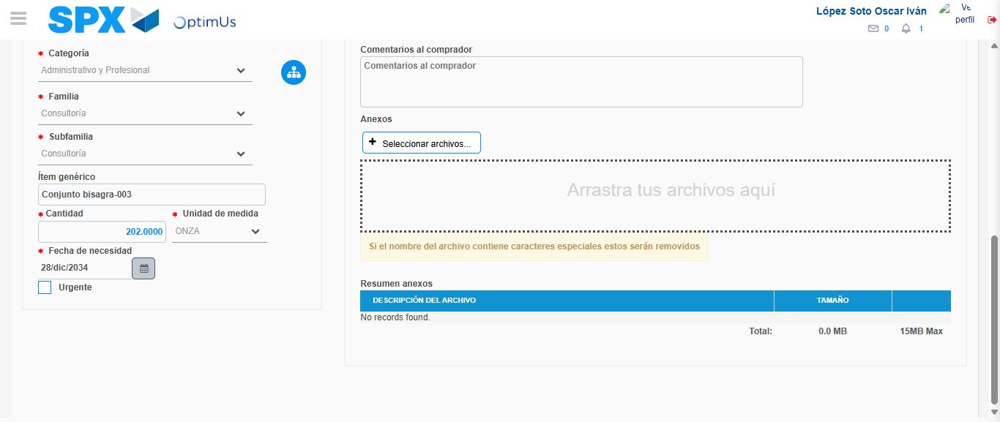 SPX
OptimUs
López Soto Oscar Iván
0
1
Ve
perfil
* Categoría
Administrativo y Profesional
* Familia
Consultoría
* Subfamilia
Consultoría
Ítem genérico
Conjunto bisagra-003
* Cantidad
* Unidad de medida
202.0000
ONZA
* Fecha de necesidad
28/dic/2034
Urgente
Comentarios al comprador
Comentarios al comprador
Anexos
+ Seleccionar archivos...
Arrastra tus archivos aquí
Si el nombre del archivo contiene caracteres especiales estos serán removidos
Resumen anexos
DESCRIPCIÓN DEL ARCHIVO
TAMAÑO
No records found.
Total:
0.0 MB
15MB Max